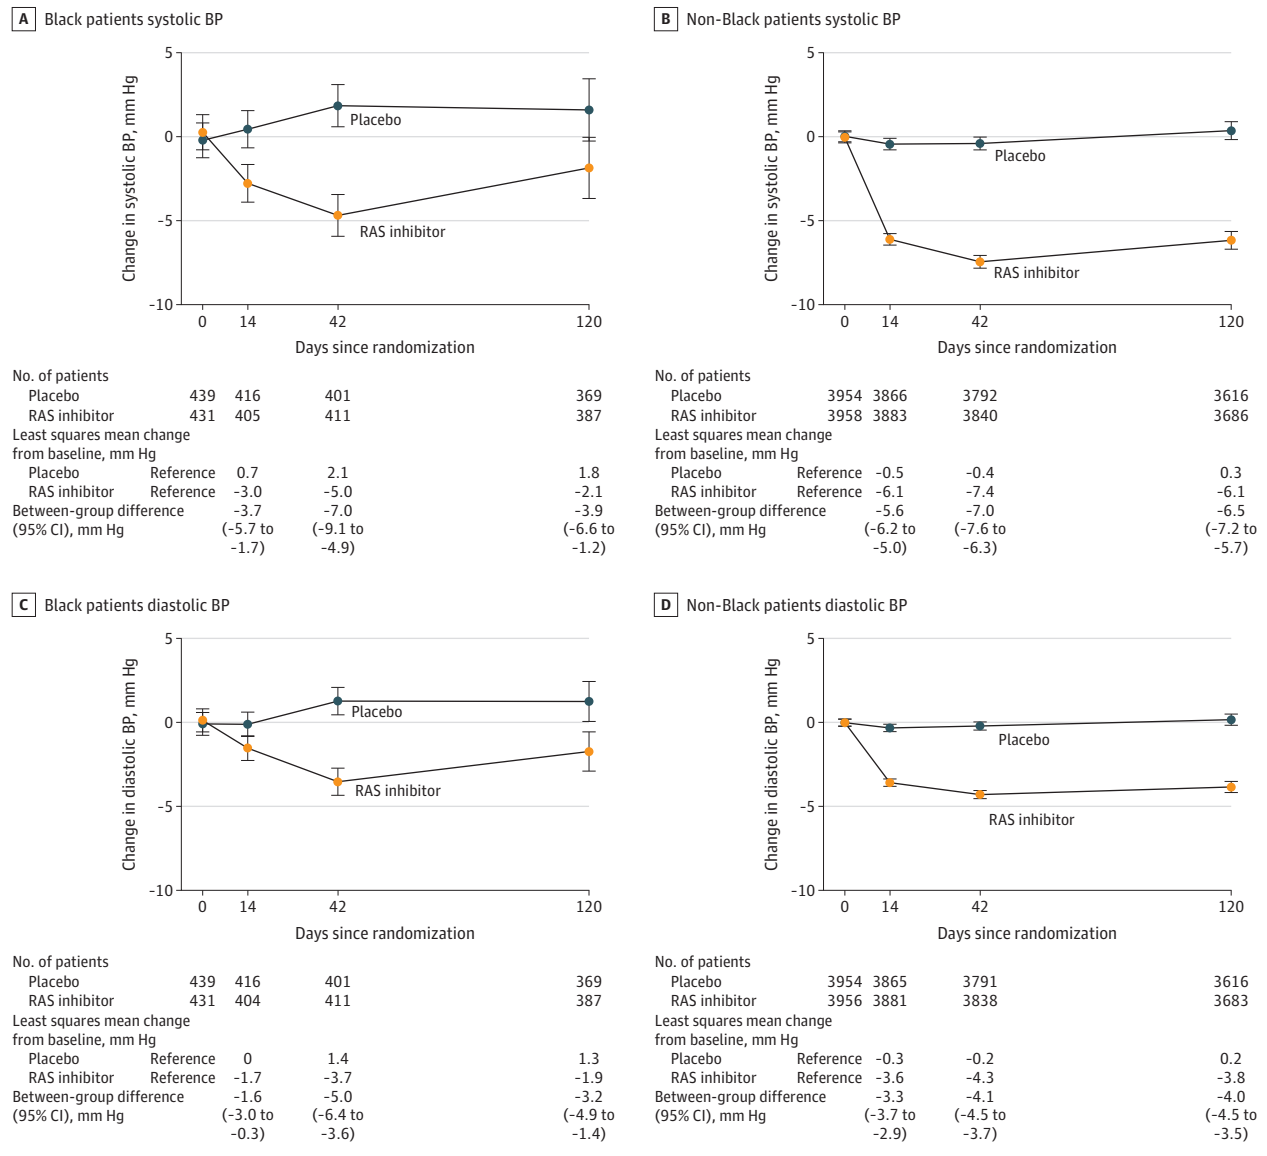 A Black patients systolic BP
5
0
-5
-10
Change in systolic BP, mm Hg
Placebo
RAS inhibitor
0 14 42 120
Days since randomization
No. of patients
Placebo 439 416 401 369
RAS inhibitor 431 405 411 387
Least squares mean change
from baseline, mm Hg
Placebo Reference 0.7 2.1 1.8
RAS inhibitor Reference -3.0 -5.0 -2.1
Between-group difference -3.7 -7.0 -3.9
(95% CI), mm Hg (-5.7 to (-9.1 to (-6.6 to
-1.7) -4.9) -1.2)
B Non-Black patients systolic BP
5
0
-5
-10
Change in systolic BP, mm Hg
Placebo
RAS inhibitor
0 14 42 120
Days since randomization
No. of patients
Placebo 3954 3866 3792 3616
RAS inhibitor 3958 3883 3840 3686
Least squares mean change
from baseline, mm Hg
Placebo Reference -0.5 -0.4 0.3
RAS inhibitor Reference -6.1 -7.4 -6.1
Between-group difference -5.6 -7.0 -6.5
(95% CI), mm Hg (-6.2 to (-7.6 to (-7.2 to
-5.0) -6.3) -5.7)
C Black patients diastolic BP
5
0
-5
-10
Change in diastolic BP, mm Hg
Placebo
RAS inhibitor
0 14 42 120
Days since randomization
No. of patients
Placebo 439 416 401 369
RAS inhibitor 431 404 411 387
Least squares mean change
from baseline, mm Hg
Placebo Reference 0 1.4 1.3
RAS inhibitor Reference -1.7 -3.7 -1.9
Between-group difference -1.6 -5.0 -3.2
(95% CI), mm Hg (-3.0 to (-6.4 to (-4.9 to
-0.3) -3.6) -1.4)
D Non-Black patients diastolic BP
5
0
-5
-10
Change in diastolic BP, mm Hg
Placebo
RAS inhibitor
0 14 42 120
Days since randomization
No. of patients
Placebo 3954 3865 3791 3616
RAS inhibitor 3956 3881 3838 3683
Least squares mean change
from baseline, mm Hg
Placebo Reference -0.3 -0.2 0.2
RAS inhibitor Reference -3.6 -4.3 -3.8
Between-group difference -3.3 -4.1 -4.0
(95% CI), mm Hg (-3.7 to (-4.5 to (-4.5 to
-2.9) -3.7) -3.5)